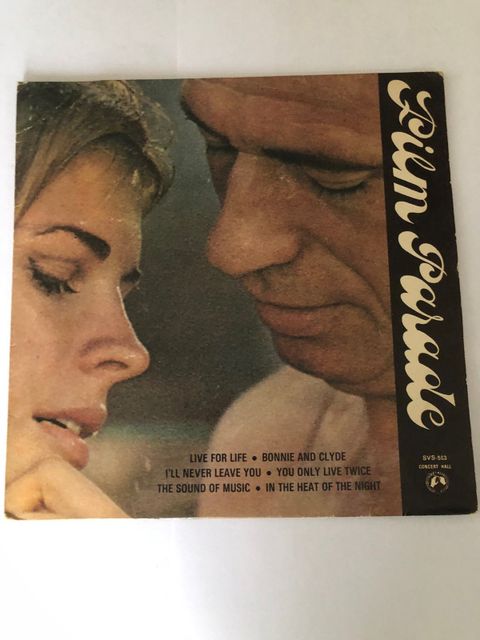 Film Parade
LIVE FOR LIFE • BONNIE AND CLYDE
I'LL NEVER LEAVE YOU • YOU ONLY LIVE TWICE
THE SOUND OF MUSIC • IN THE HEAT OF THE NIGHT
SVS-563
CONCERT HALL